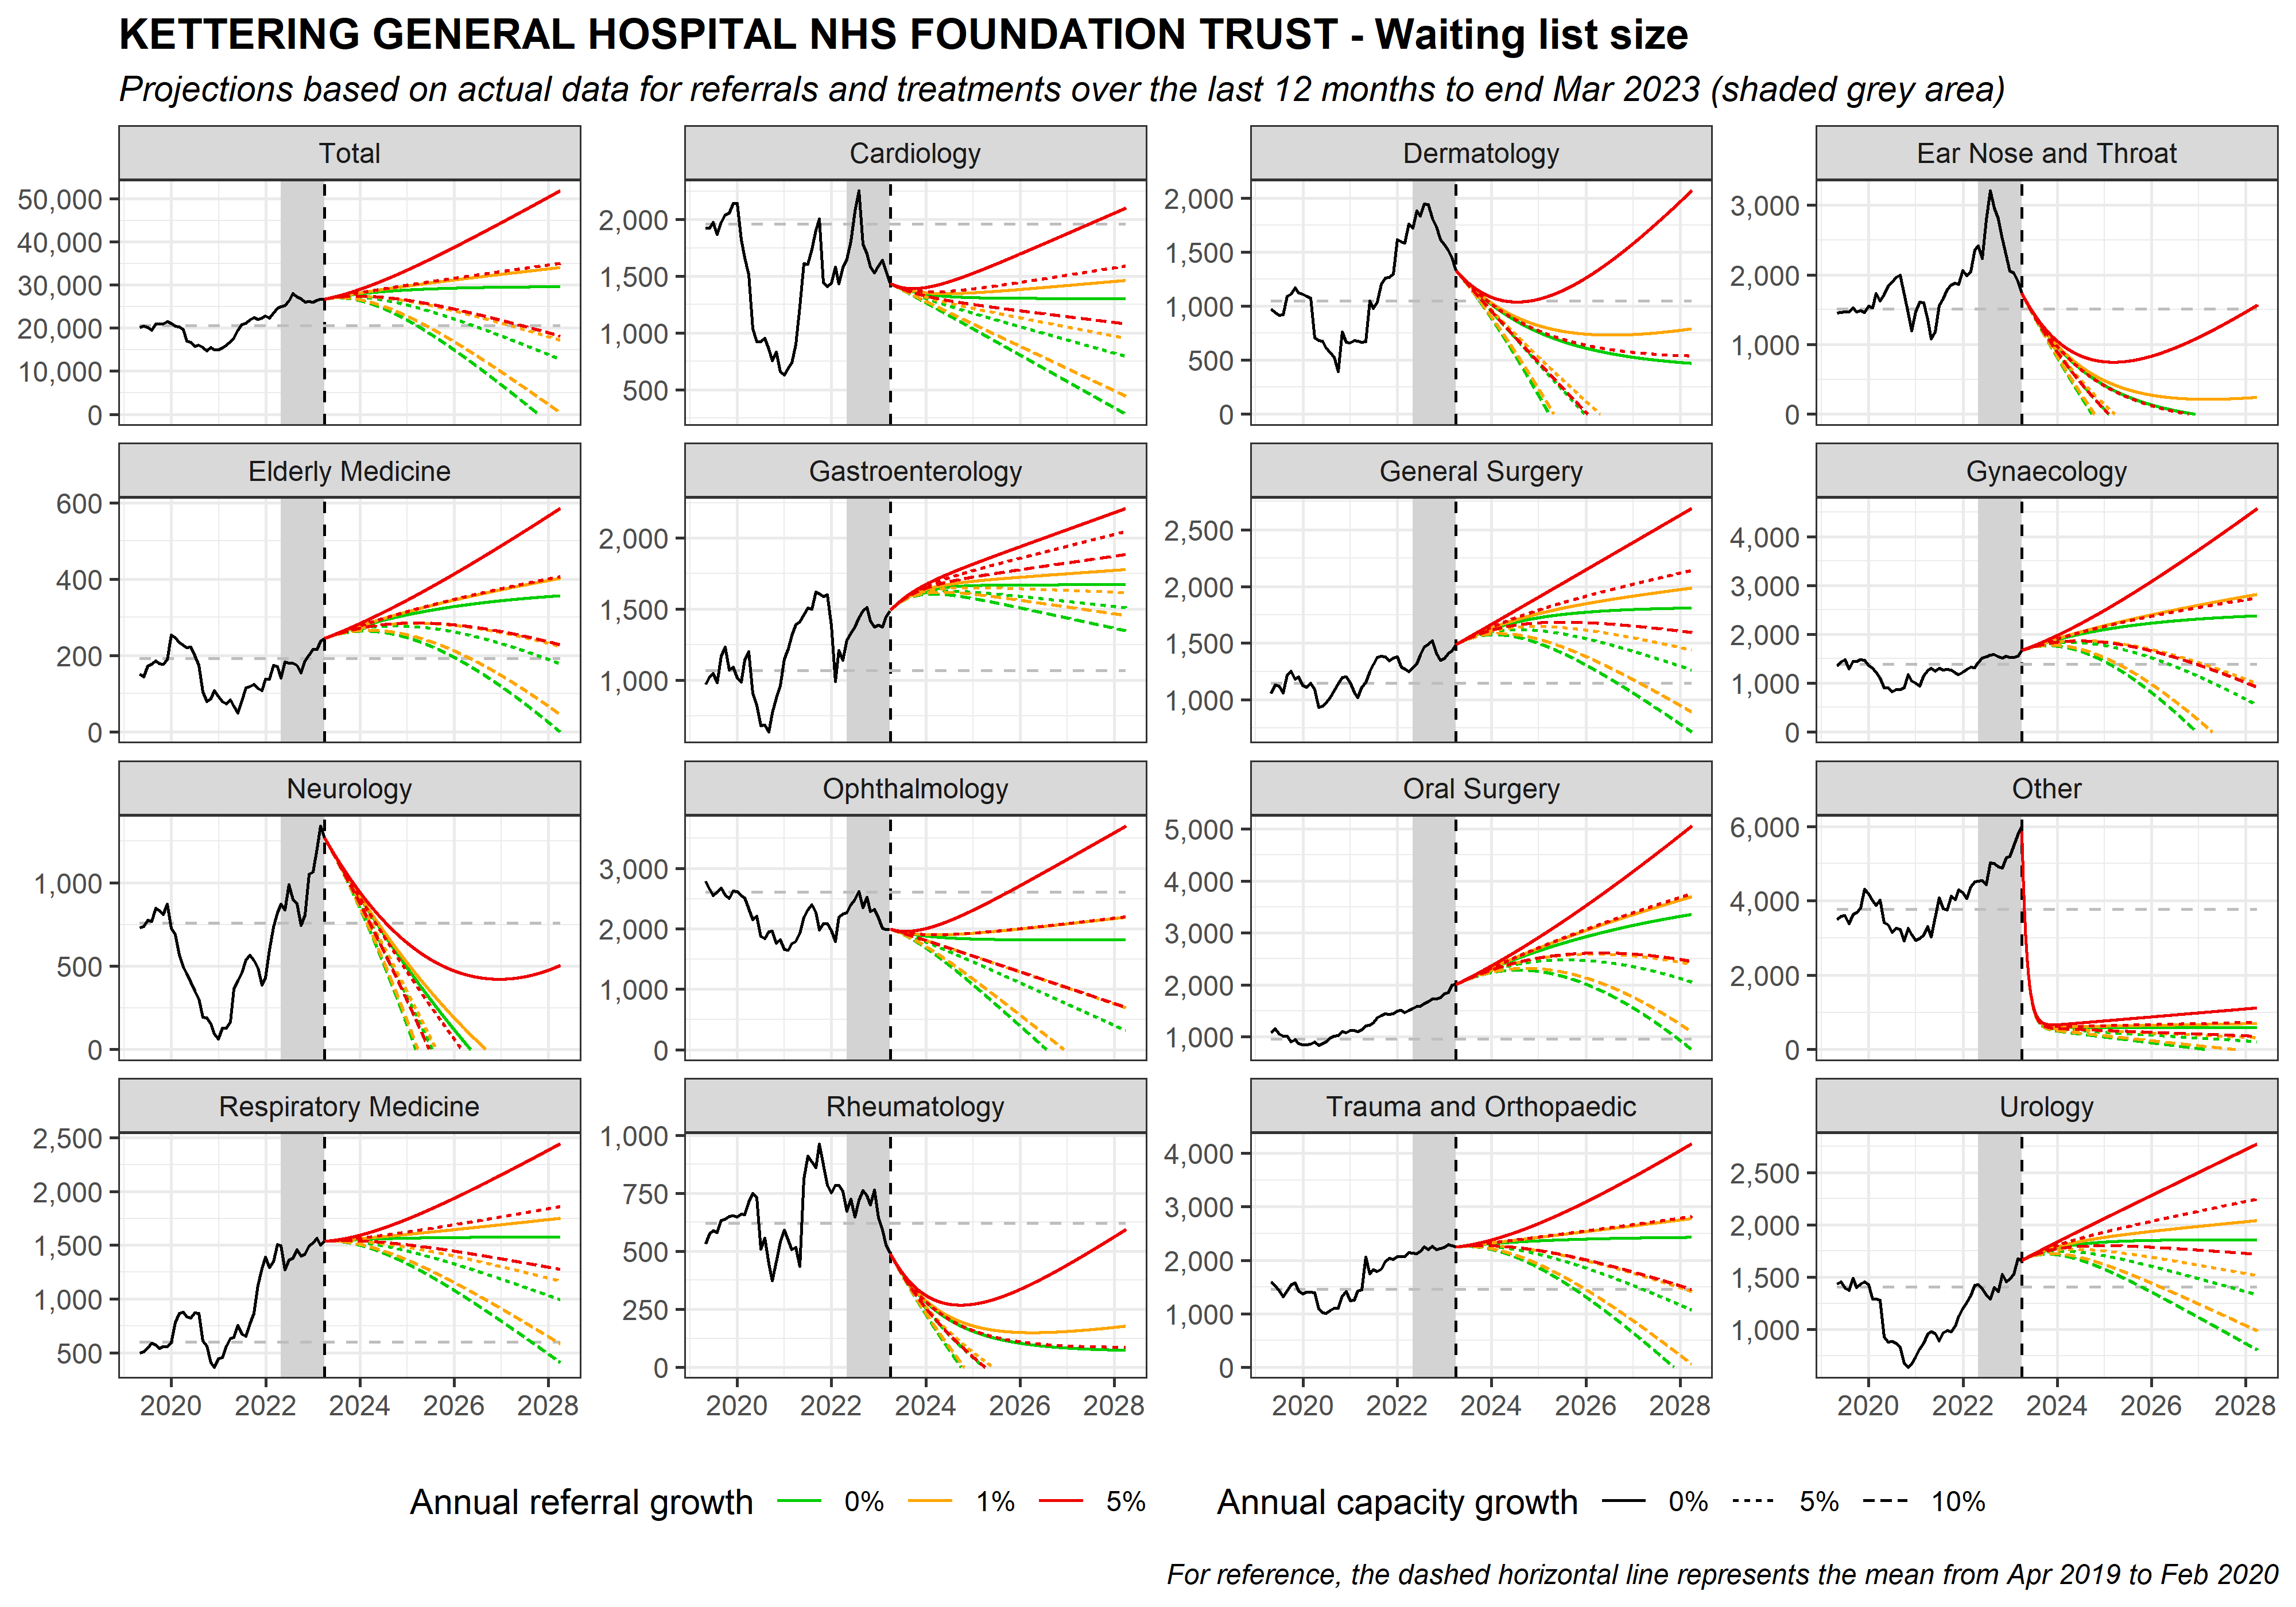 KETTERING GENERAL HOSPITAL NHS FOUNDATION TRUST - Waiting list size
Projections based on actual data for referrals and treatments over the last 12 months to end Mar 2023 (shaded grey area)
Total
Cardiology
Dermatology
Ear Nose and Throat
50,000
40,000
30,000
20,000
10,000
0
2,000
1,500
1,000
500
2,000
1,500
1,000
500
0
3,000
2,000
1,000
0
Elderly Medicine
Gastroenterology
General Surgery
Gynaecology
600
400
200
0
2,000
1,500
1,000
2,500
2,000
1,500
1,000
4,000
3,000
2,000
1,000
0
Neurology
Ophthalmology
Oral Surgery
Other
1,000
500
0
3,000
2,000
1,000
0
5,000
4,000
3,000
2,000
1,000
6,000
4,000
2,000
0
Respiratory Medicine
Rheumatology
Trauma and Orthopaedic
Urology
2,500
2,000
1,500
1,000
500
1,000
750
500
250
0
4,000
3,000
2,000
1,000
0
2,500
2,000
1,500
1,000
2020 2022 2024 2026 2028
2020 2022 2024 2026 2028
2020 2022 2024 2026 2028
2020 2022 2024 2026 2028
Annual referral growth 0% 1% 5%
Annual capacity growth 0% 5% 10%
For reference, the dashed horizontal line represents the mean from Apr 2019 to Feb 2020